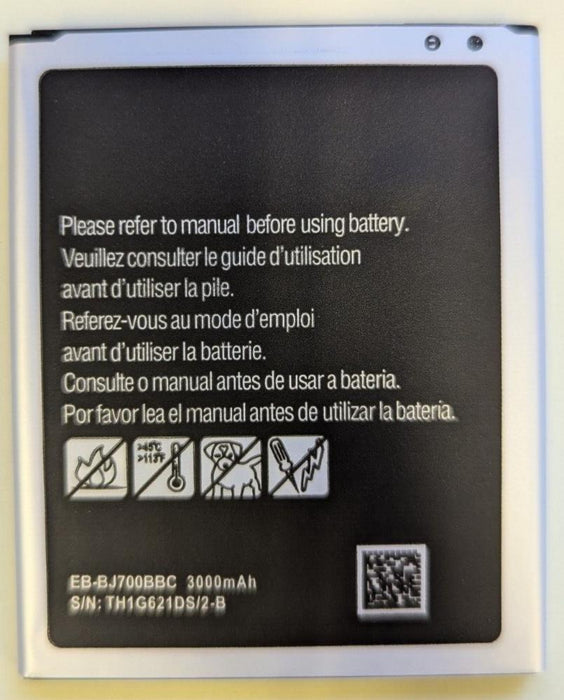 Please refer to manual before using battery.
Veuillez consulter le guide d'utilisation
avant d'utiliser la pile.
Referez-vous au mode d'emploi
avant d'utiliser la batterie.
Consulte o manual antes de usar a bateria.
Por favor lea el manual antes de utilizar la bateria.
>45°C
>113°F
EB-BJ700BBC 3000mAh
S/N: TH1G621DS/2-B